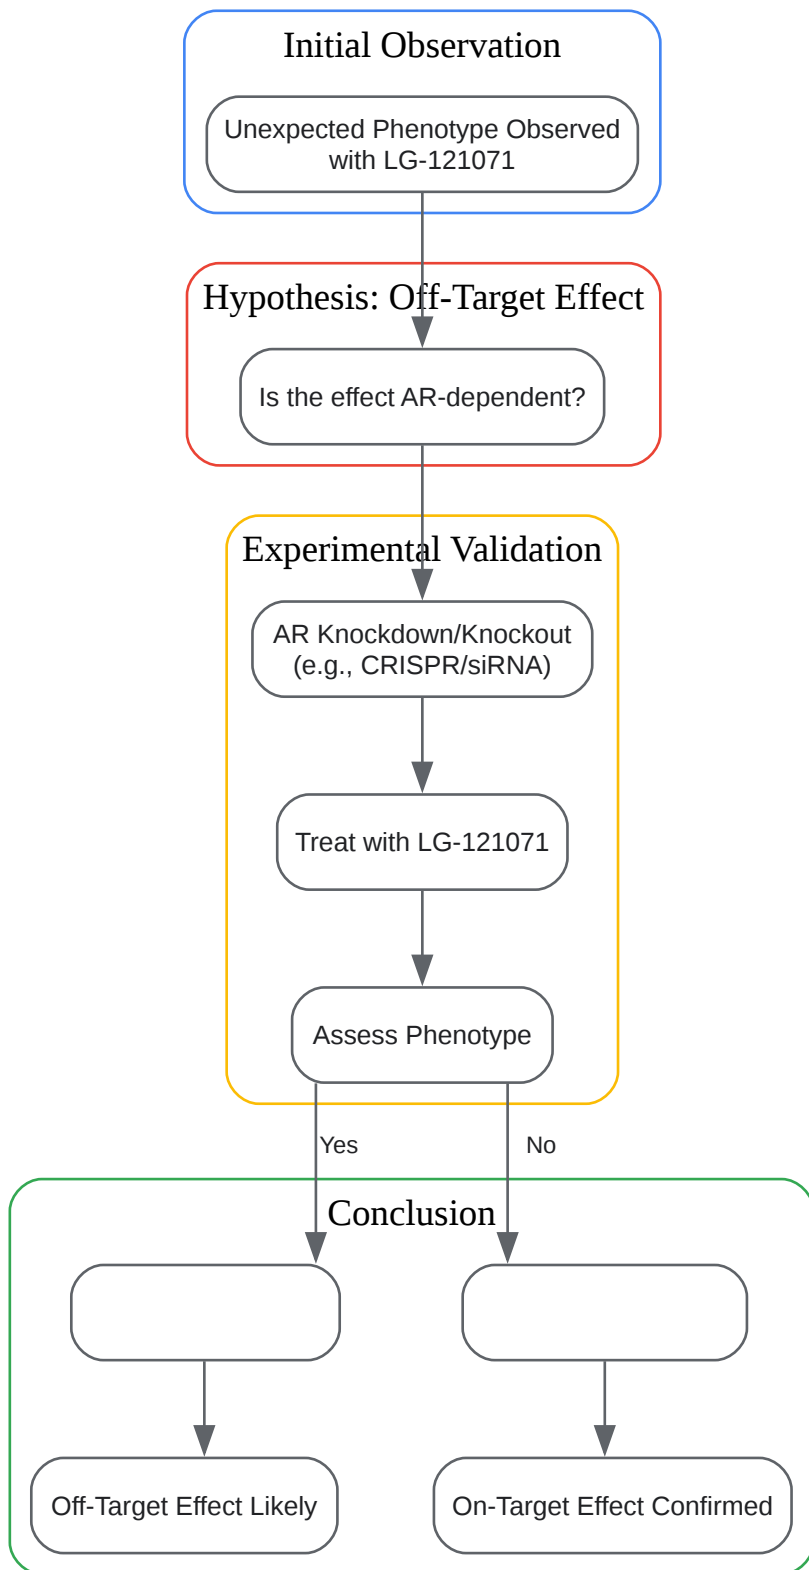 Initial Observation
Unexpected Phenotype Observed
with LG-121071
Hypothesis: Off-Target Effect
Is the effect AR-dependent?
Experimental Validation
AR Knockdown/Knockout
(e.g., CRISPR/siRNA)
Treat with LG-121071
Assess Phenotype
Yes
No
Conclusion
Off-Target Effect Likely
On-Target Effect Confirmed